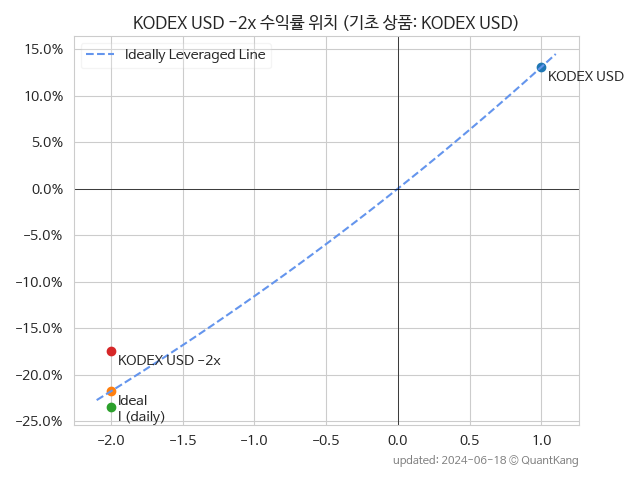 KODEX USD -2x 수익률 위치 (기초 상품: KODEX USD)
15.0%
Ideally Leveraged Line
KODEX USD
10.0%
5.0%
0.0%
-5.0%
-10.0%
-15.0%
KODEX USD -2x
-20.0%
Ideal
I (daily)
-25.0%
-2.0 -1.5 -1.0 -0.5 0.0 0.5 1.0
updated: 2024-06-18 © QuantKang